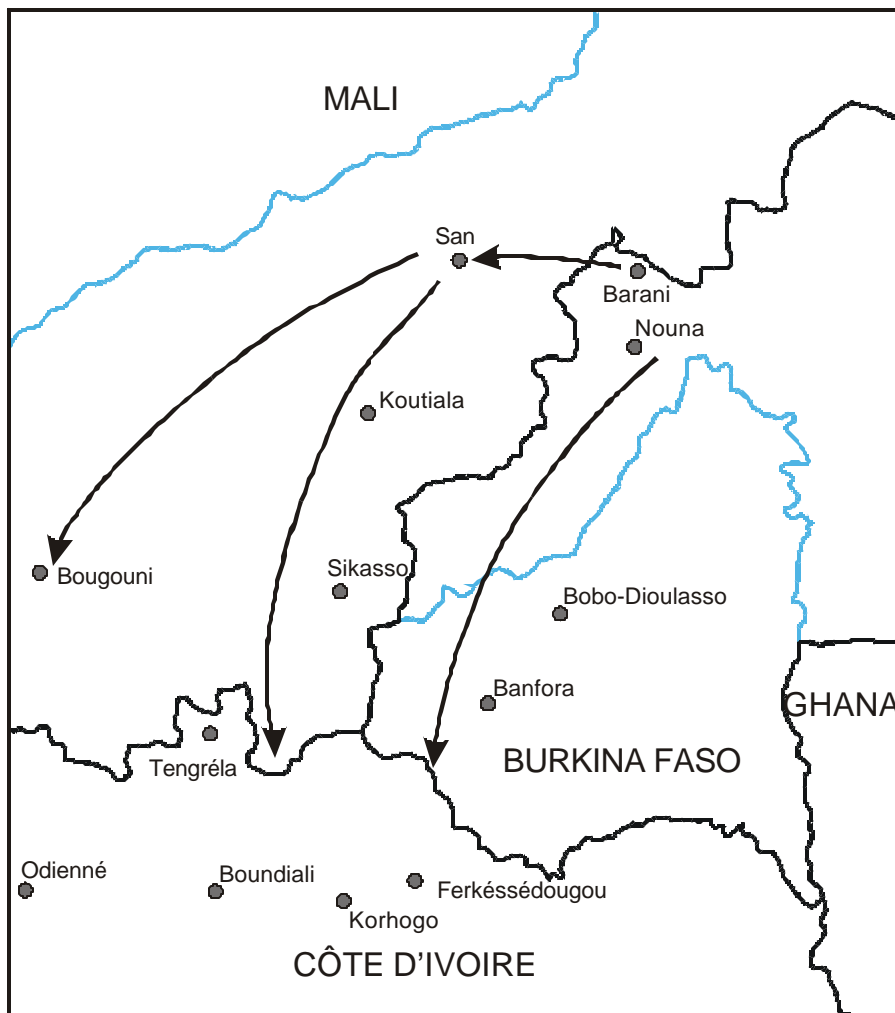 MALI
San
Barani
Nouna
Koutiala
Sikasso
Bougouni
Bobo-Dioulasso
Banfora
GHANA
Tengréla
BURKINA FASO
Odienné
Boundiali
Ferkéssédougou
Korhogo
CÔTE D'IVOIRE